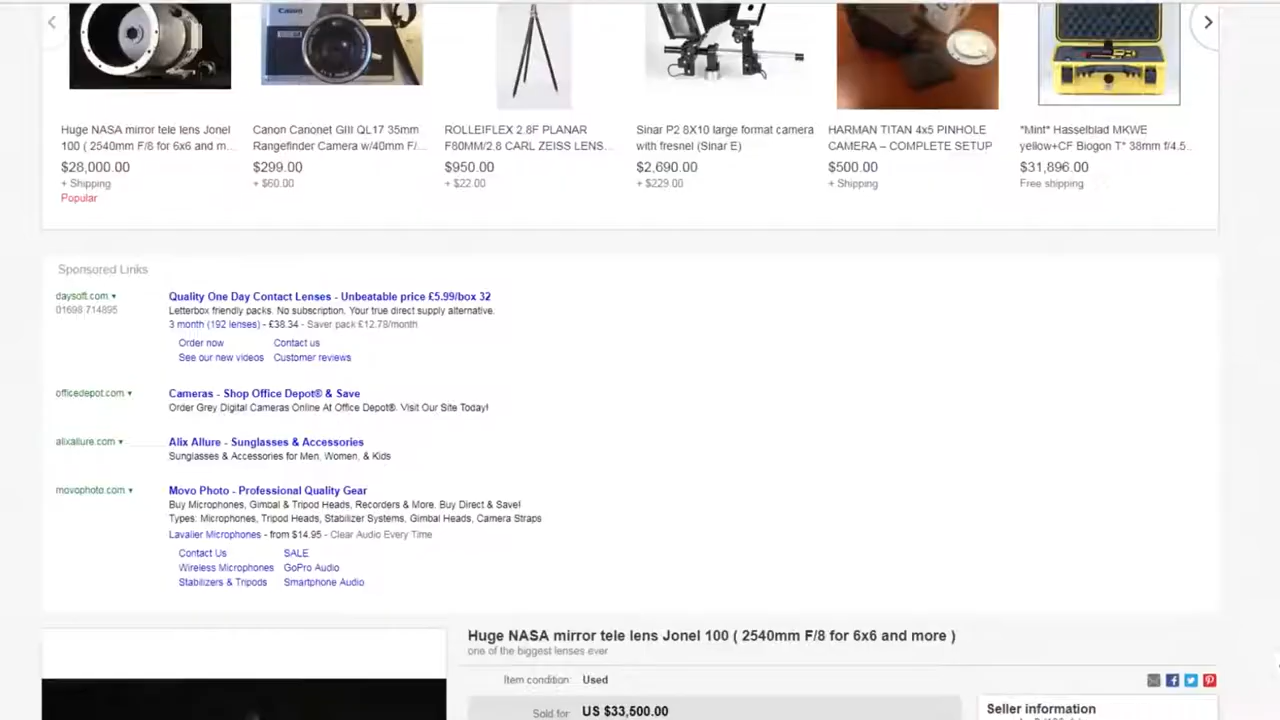 Canon
Huge NASA mirror tele lens Jonel
100 ( 2540mm F/8 for 6x6 and m...
$28,000.00
+ Shipping
Popular
Canon Canonet GIII QL17 35mm
Rangefinder Camera w/40mm F/...
$299.00
+ $60.00
ROLLEIFLEX 2.8F PLANAR
F80MM/2.8 CARL ZEISS LENS...
$950.00
+ $22.00
Sinar P2 8X10 large format camera
with fresnel (Sinar E)
$2,690.00
+ $229.00
HARMAN TITAN 4x5 PINHOLE
CAMERA – COMPLETE SETUP
$500.00
+ Shipping
"Mint" Hasselblad MKWE
yellow+CF Biogon T* 38mm f/4.5...
$31,896.00
Free shipping
Sponsored Links
daysoft.com
01698 714895
Quality One Day Contact Lenses - Unbeatable price £5.99/box 32
Letterbox friendly packs. No subscription. Your true direct supply alternative.
3 month (192 lenses) - £38.34 - Saver pack £12.78/month
Order now Contact us
See our new videos Customer reviews
officedepot.com
Cameras - Shop Office Depot® & Save
Order Grey Digital Cameras Online At Office Depot®. Visit Our Site Today!
alixallure.com
Alix Allure - Sunglasses & Accessories
Sunglasses & Accessories for Men, Women, & Kids
movophoto.com
Movo Photo - Professional Quality Gear
Buy Microphones, Gimbal & Tripod Heads, Recorders & More. Buy Direct & Save!
Types: Microphones, Tripod Heads, Stabilizer Systems, Gimbal Heads, Camera Straps
Lavalier Microphones - from $14.95 - Clear Audio Every Time
Contact Us SALE
Wireless Microphones GoPro Audio
Stabilizers & Tripods Smartphone Audio
Huge NASA mirror tele lens Jonel 100 ( 2540mm F/8 for 6x6 and more )
one of the biggest lenses ever
Item condition: Used
Sold for: US $33,500.00
Seller information